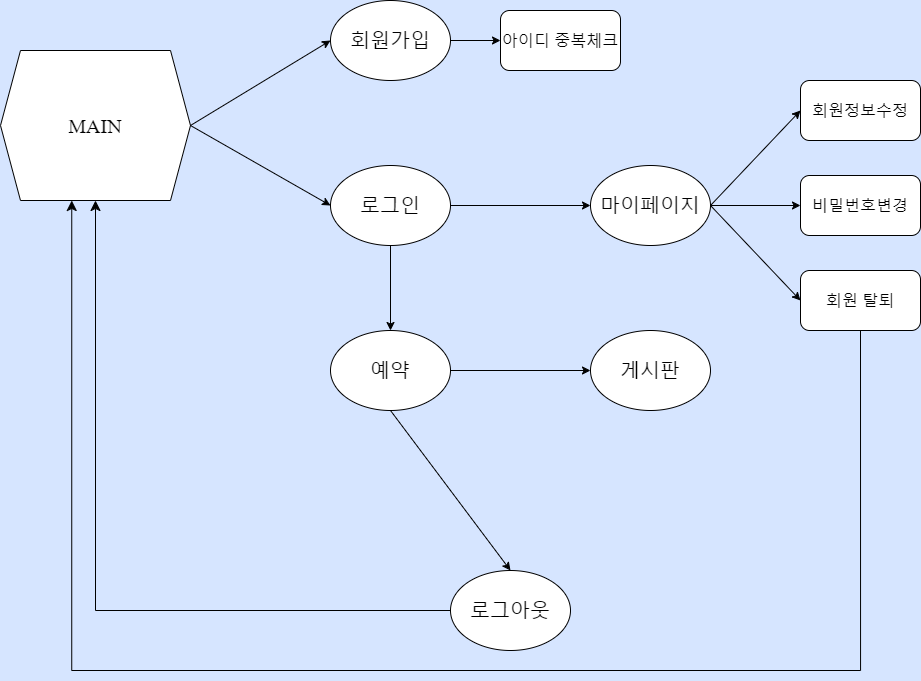 회원가입
아이디 중복체크
MAIN
회원정보수정
로그인
마이페이지
비밀번호변경
회원 탈퇴
예약
게시판
로그아웃